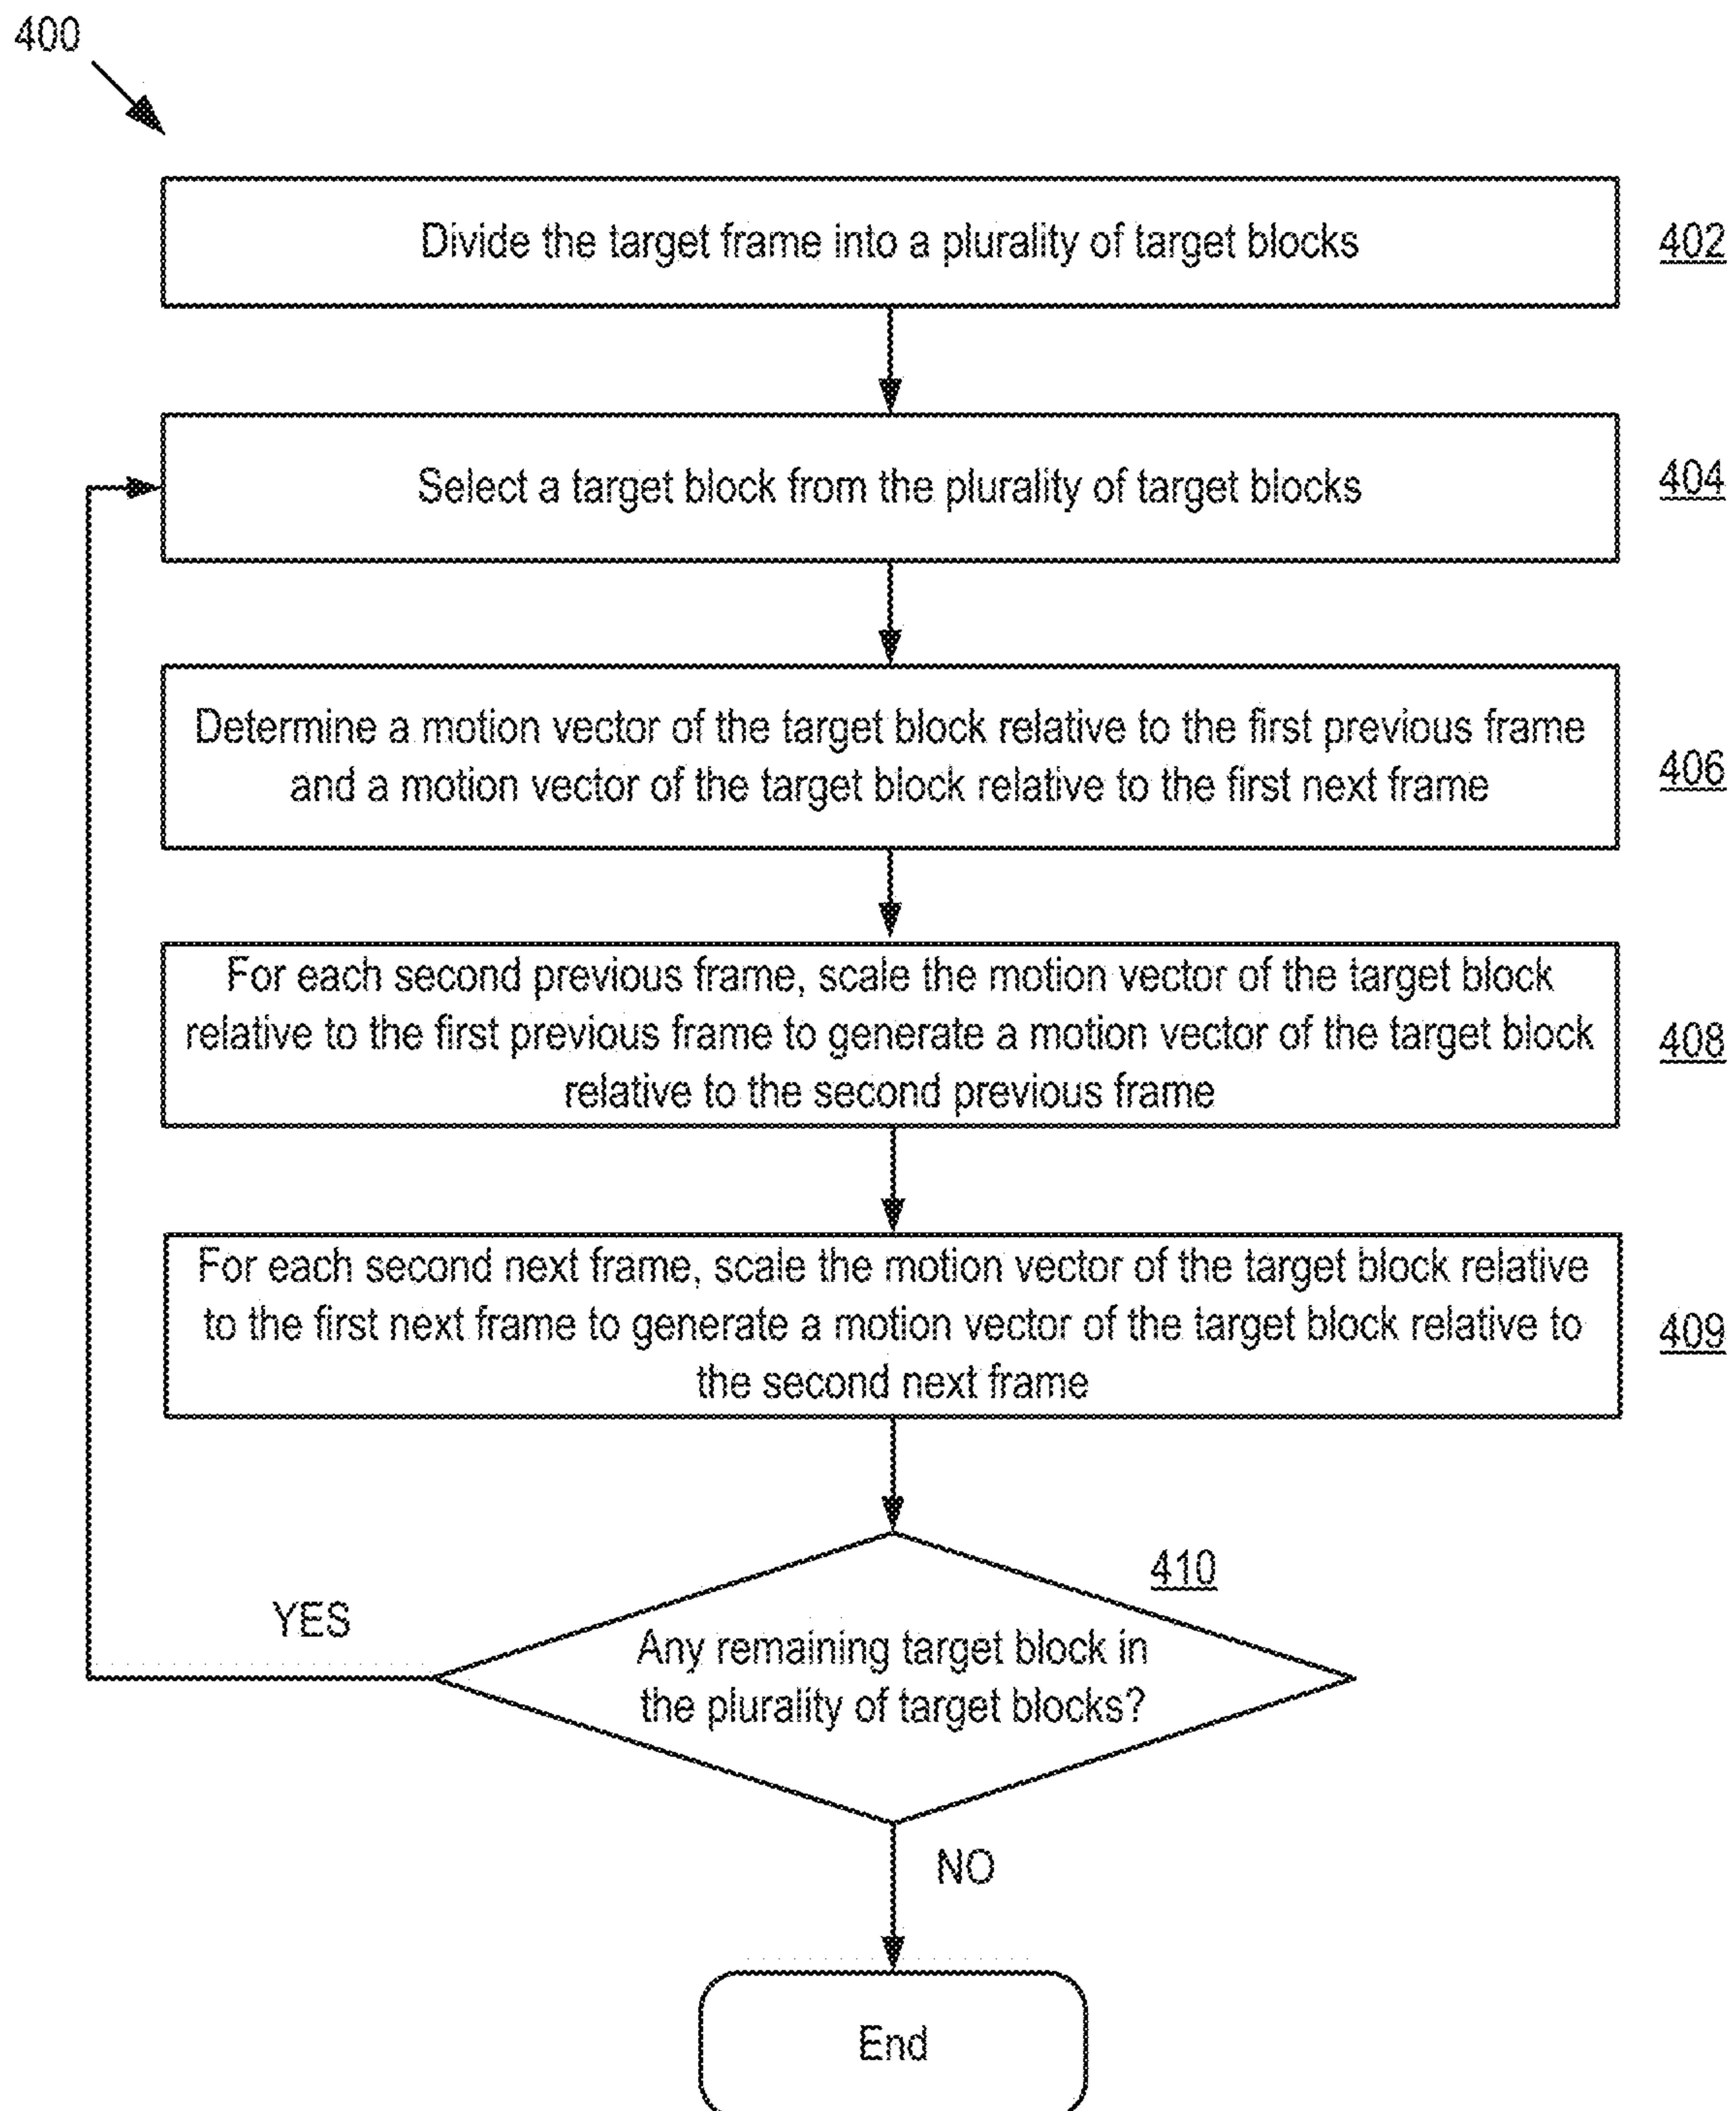 400
Divide the target frame into a plurality of target blocks
402
Select a target block from the plurality of target blocks
404
Determine a motion vector of the target block relative to the first previous frame
and a motion vector of the target block relative to the first next frame
406
For each second previous frame, scale the motion vector of the target block
relative to the first previous frame to generate a motion vector of the target block
relative to the second previous frame
408
For each second next frame, scale the motion vector of the target block relative
to the first next frame to generate a motion vector of the target block relative to
the second next frame
409
410
YES
Any remaining target block in
the plurality of target blocks?
NO
End